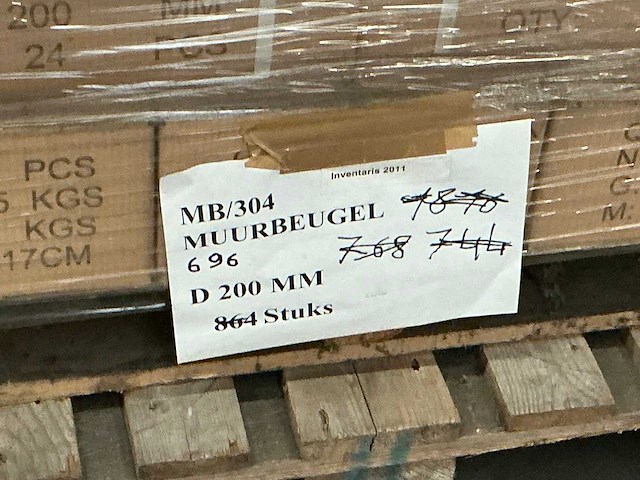 200 MM
24 PCS
QTY:
PCS
KGS
KGS
17CM
Inventaris 2011
MB/304
MUURBEUGEL
696
768 744
D 200 MM
864 Stuks